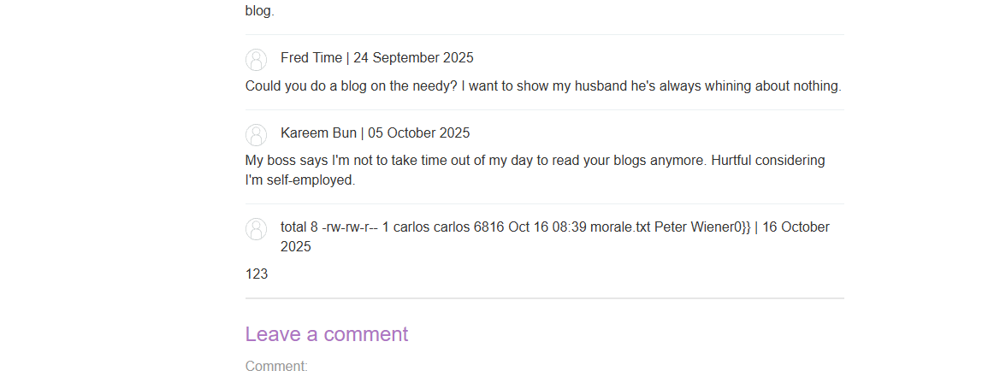 blog.
Fred Time | 24 September 2025
Could you do a blog on the needy? I want to show my husband he's always whining about nothing.
Kareem Bun | 05 October 2025
My boss says I'm not to take time out of my day to read your blogs anymore. Hurtful considering
I'm self-employed.
total 8 -rw-rw-r-- 1 carlos carlos 6816 Oct 16 08:39 morale.txt Peter Wiener0}} | 16 October
2025
123
Leave a comment
Comment: